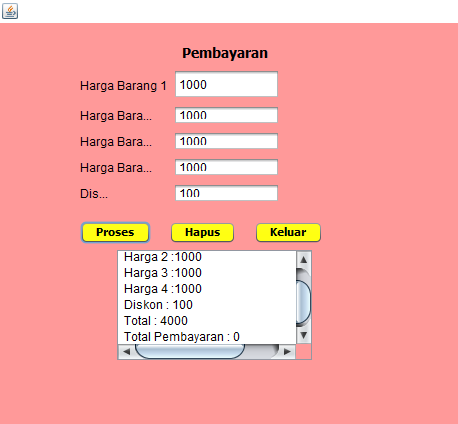 Pembayaran
Harga Barang 1 1000
Harga Bara... 1000
Harga Bara... 1000
Harga Bara... 1000
Dis... 100
Proses Hapus Keluar
Harga 2 :1000
Harga 3 :1000
Harga 4 :1000
Diskon : 100
Total : 4000
Total Pembayaran : 0